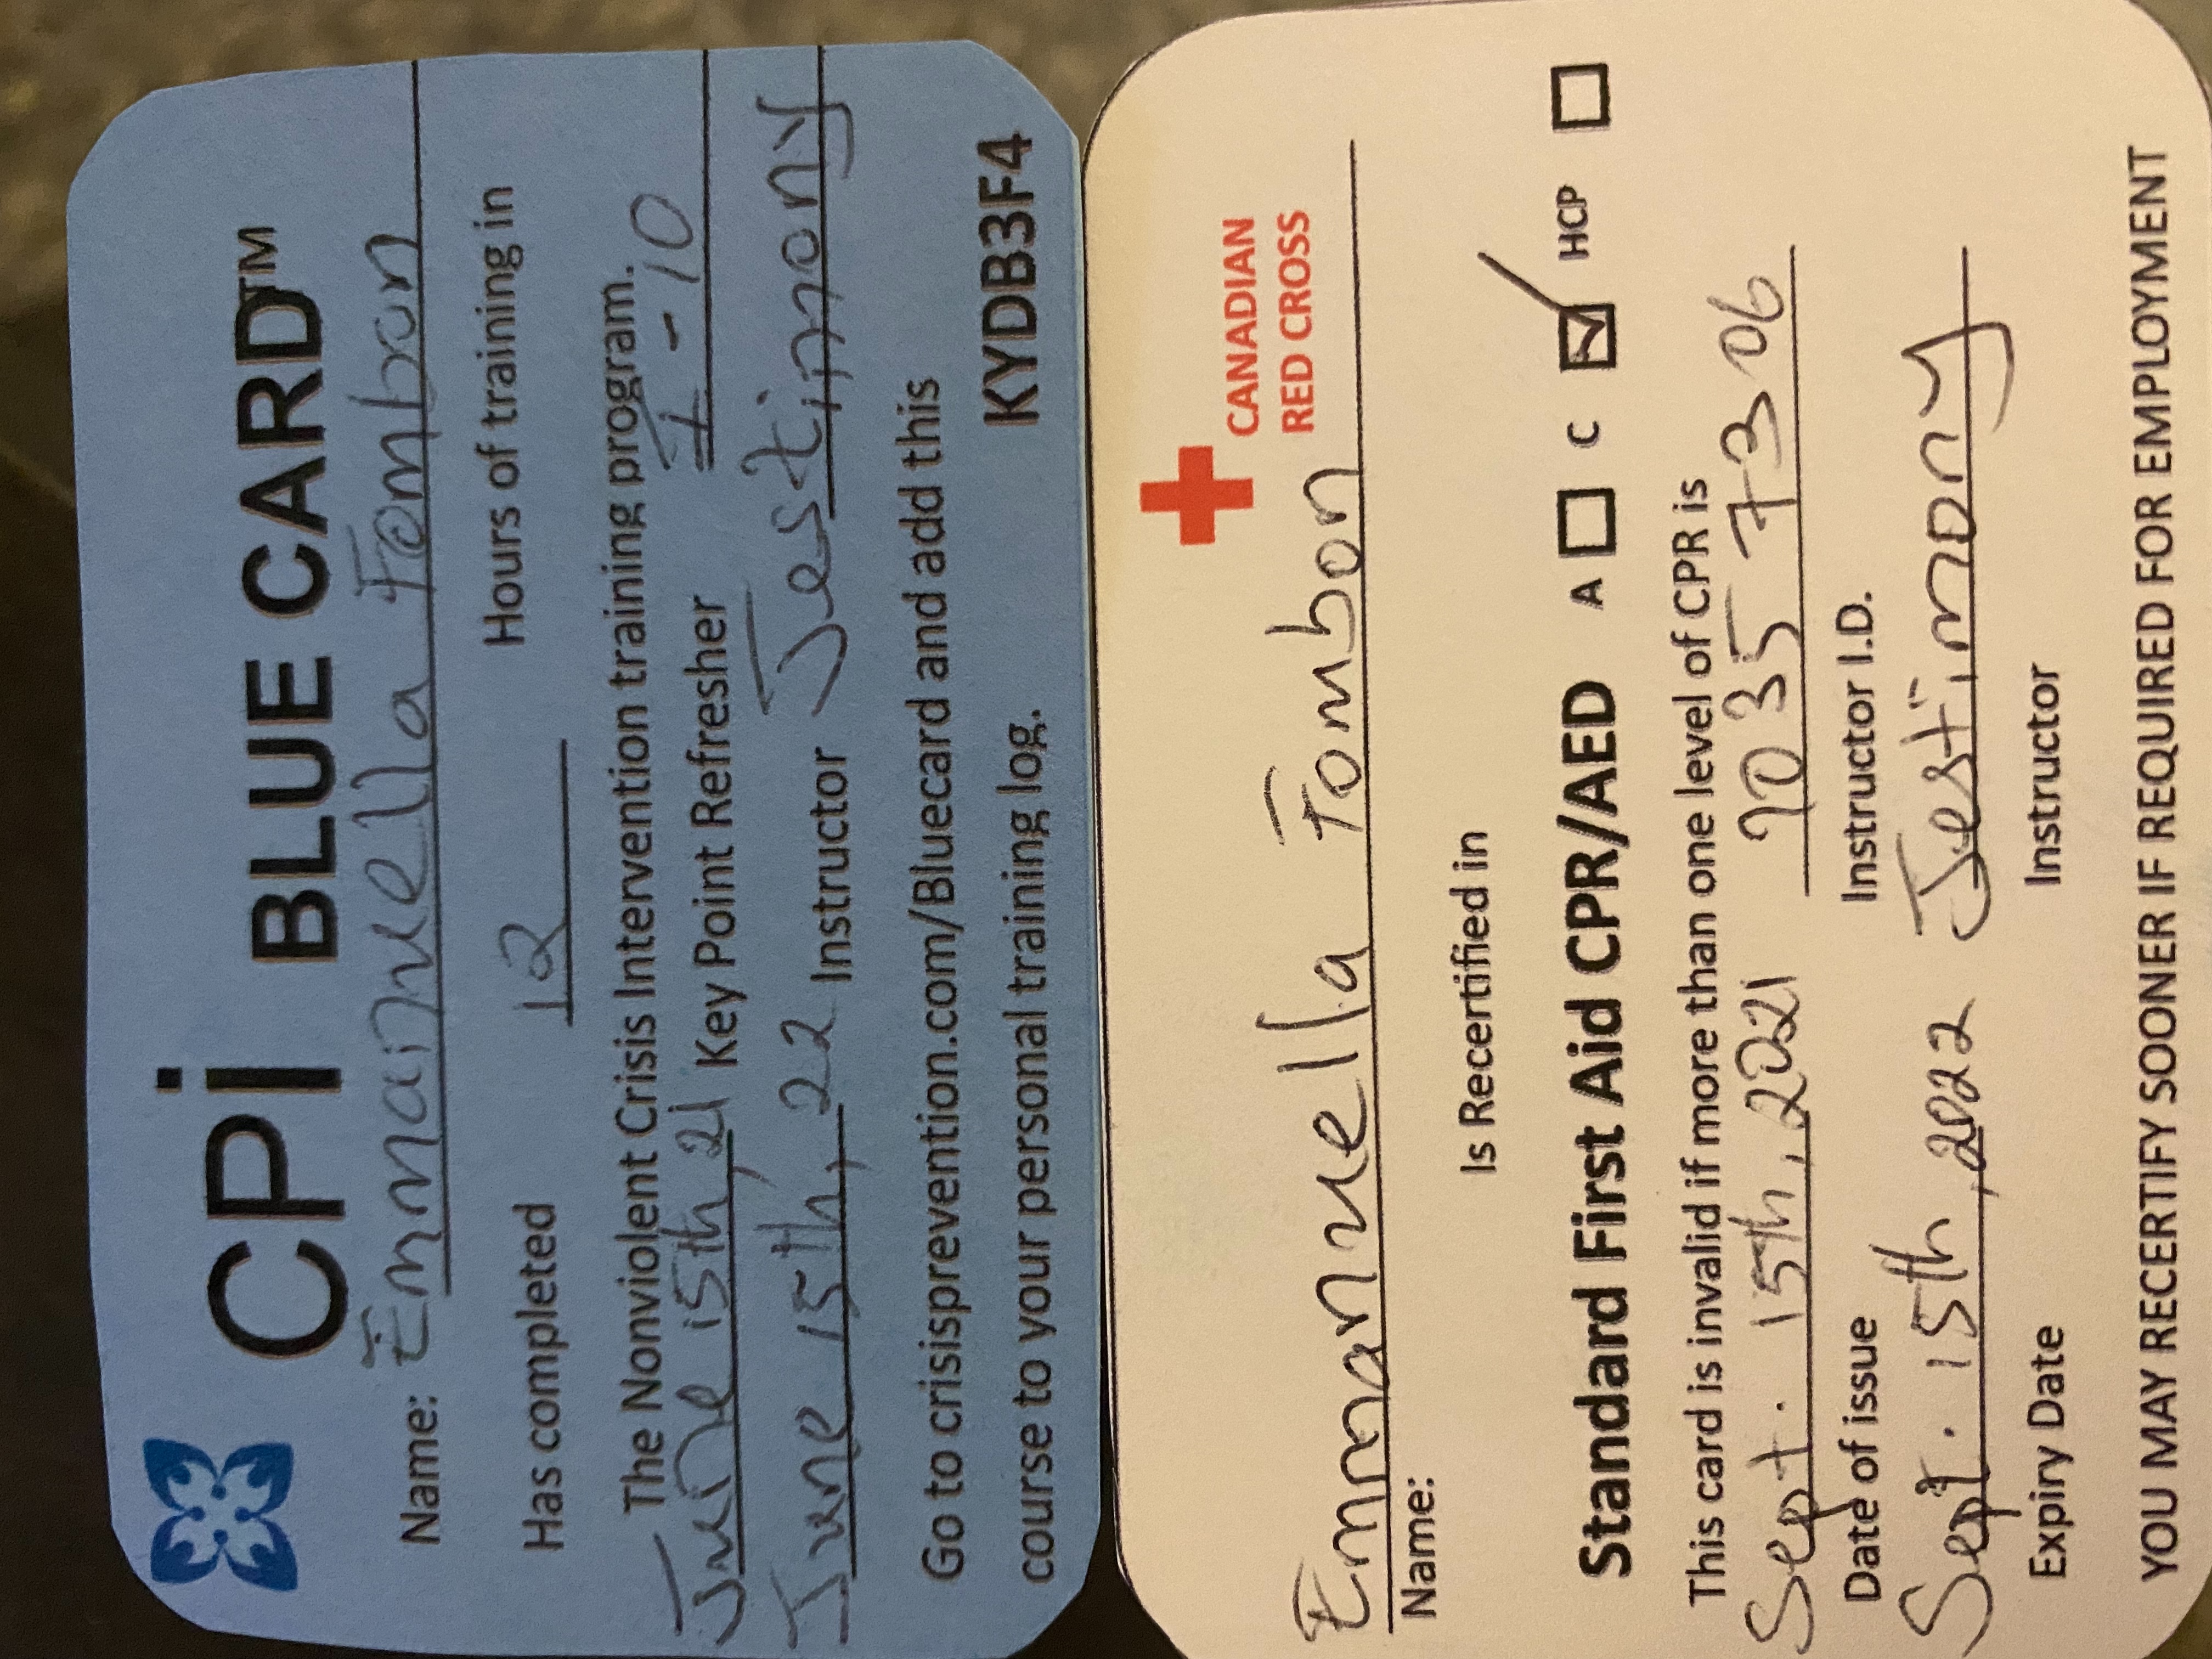 CPI BLUE CARD™
Name: Emmanuella Fombon
Has completed 12 Hours of training in
The Nonviolent Crisis Intervention training program.
June 15th, 21 Key Point Refresher I-10
June 15th, 22 Instructor Testimony
Go to crisisprevention.com/Bluecard and add this
course to your personal training log. KYDB3F4
CANADIAN
RED CROSS
Emmanuella Fombon
Name:
Is Recertified in
Standard First Aid CPR/AED A C HCP
This card is invalid if more than one level of CPR is
Sept. 15th, 2021 90357306
Date of issue Instructor I.D.
Sept. 15th, 2022 Testimony
Expiry Date Instructor
YOU MAY RECERTIFY SOONER IF REQUIRED FOR EMPLOYMENT